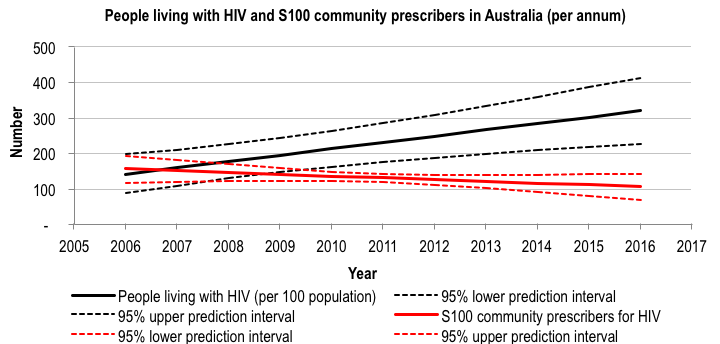 People living with HIV and S100 community prescribers in Australia (per annum)
500
400
300
200
100
-
Number
2005 2006 2007 2008 2009 2010 2011 2012 2013 2014 2015 2016 2017
Year
People living with HIV (per 100 population) 95% lower prediction interval
95% upper prediction interval S100 community prescribers for HIV
95% lower prediction interval 95% upper prediction interval